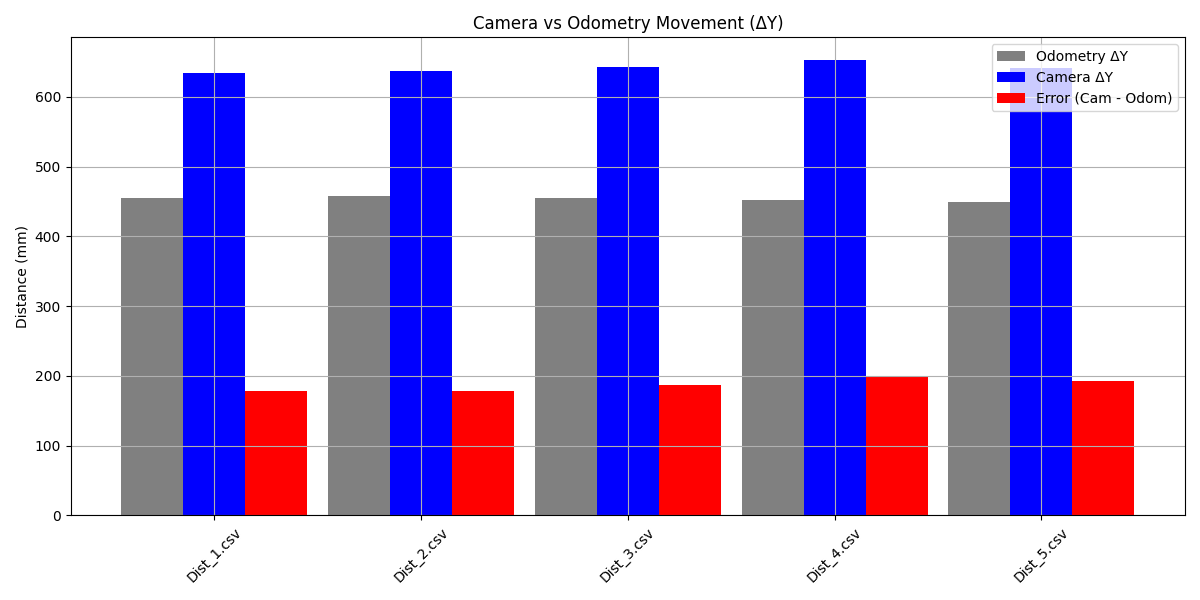 Camera vs Odometry Movement (ΔY)
Odometry ΔY
Camera ΔY
Error (Cam - Odom)
Distance (mm)
600
500
400
300
200
100
0
Dist_1.csv
Dist_2.csv
Dist_3.csv
Dist_4.csv
Dist_5.csv